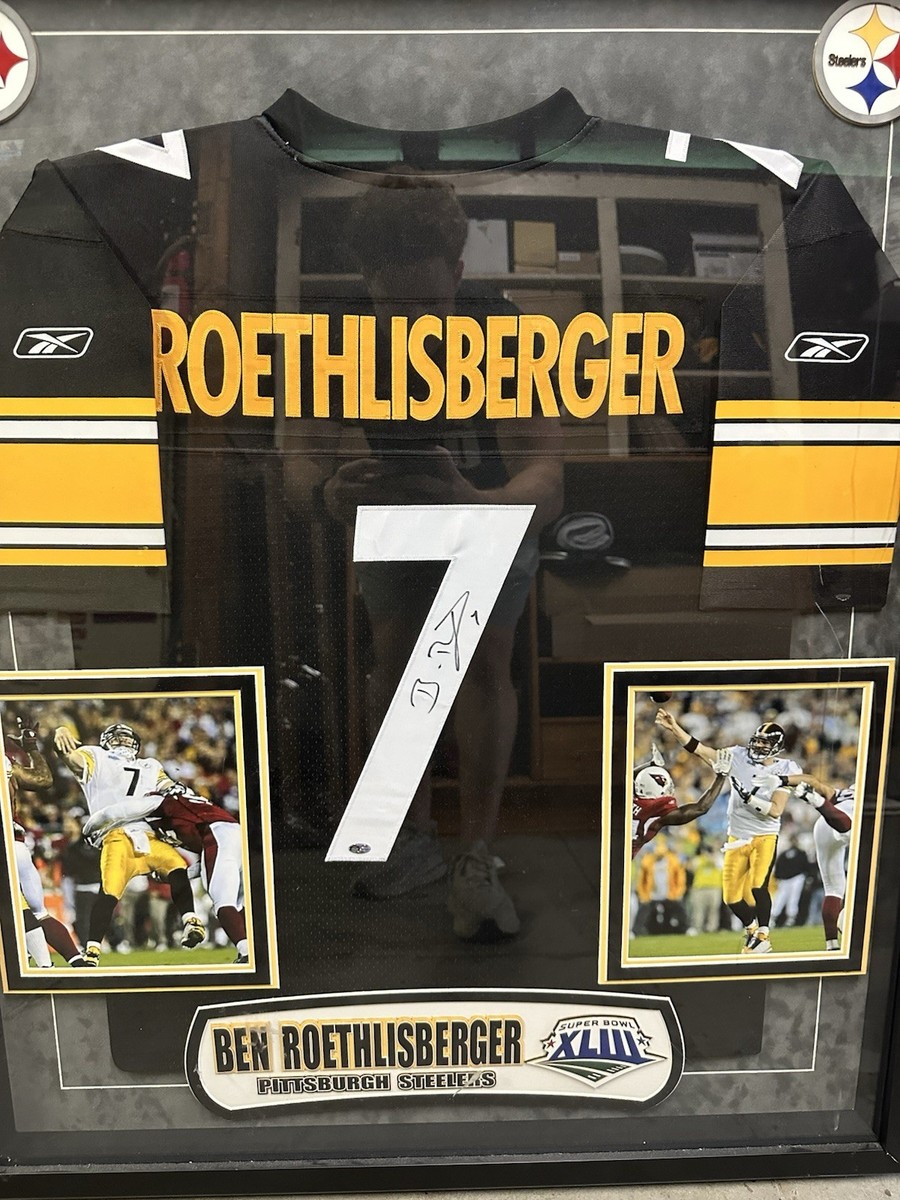 Steelers
ROETHLISBERGER
7
7
BEN ROETHLISBERGER
PITTSBURGH STEELERS
SUPER BOWL
XLIII